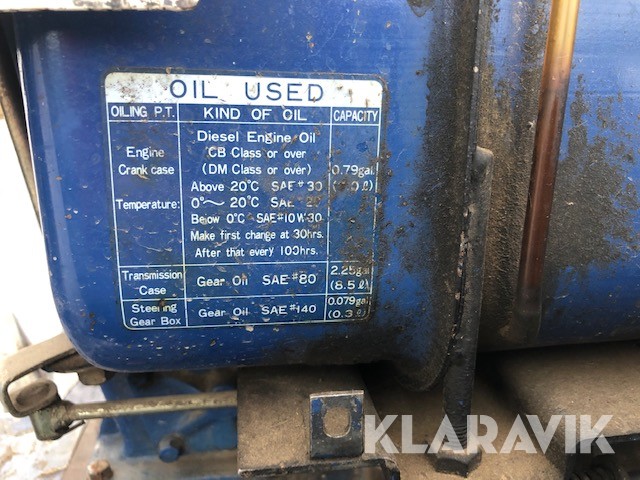 OIL USED
OILING P.T. KIND OF OIL CAPACITY
Engine Crank case
Diesel Engine Oil
CB Class or over
(DM Class or over) 0.79gal.
Temperature:
Above 20°C SAE#30
0°~ 20°C SAE
Below 0°C SAE#10W-30
Make first change at 30hrs.
After that every 100hrs.
Transmission Case Gear Oil SAE#80 2.25gal.
(8.5ℓ)
Steering Gear Box Gear Oil SAE#140 0.079gal.
(0.3ℓ)
KLARAVIK